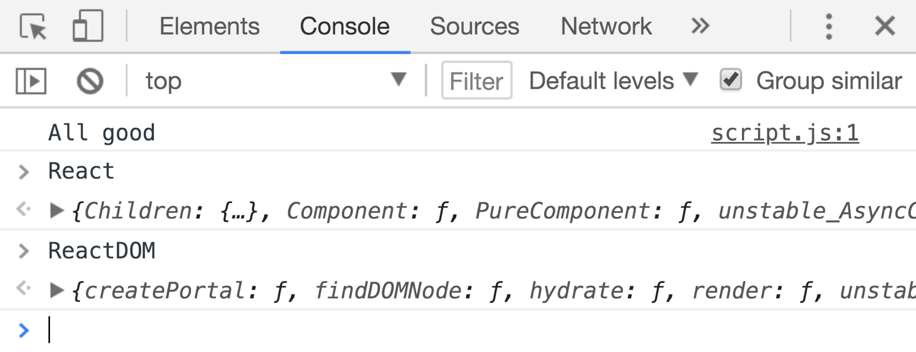 Elements Console Sources Network »
top Filter Default levels Group similar
All good script.js:1
> React
{Children: {…}, Component: ƒ, PureComponent: ƒ, unstable_AsyncC
> ReactDOM
{createPortal: ƒ, findDOMNode: ƒ, hydrate: ƒ, render: ƒ, unstab
>